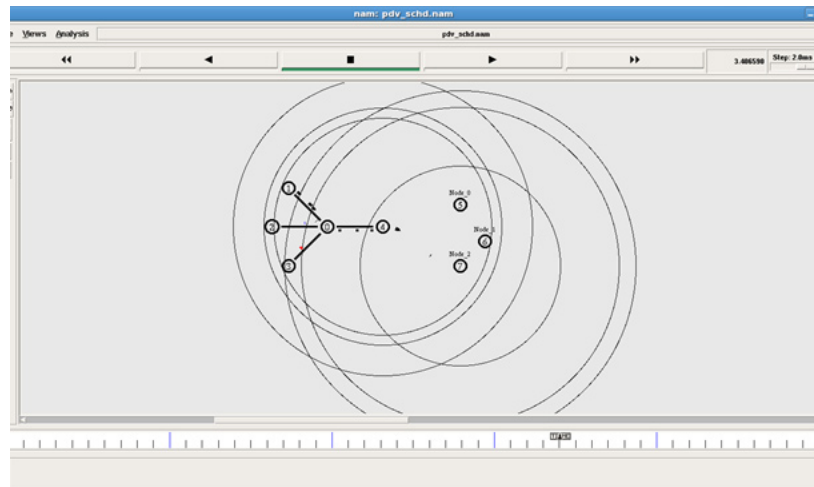 nam: pdv_schd.nam
Views Analysis
pdv_schd.nam
3.406590 Step: 2.0ms
1
Node_0
5
2 0 4
6
Node_2
3 7